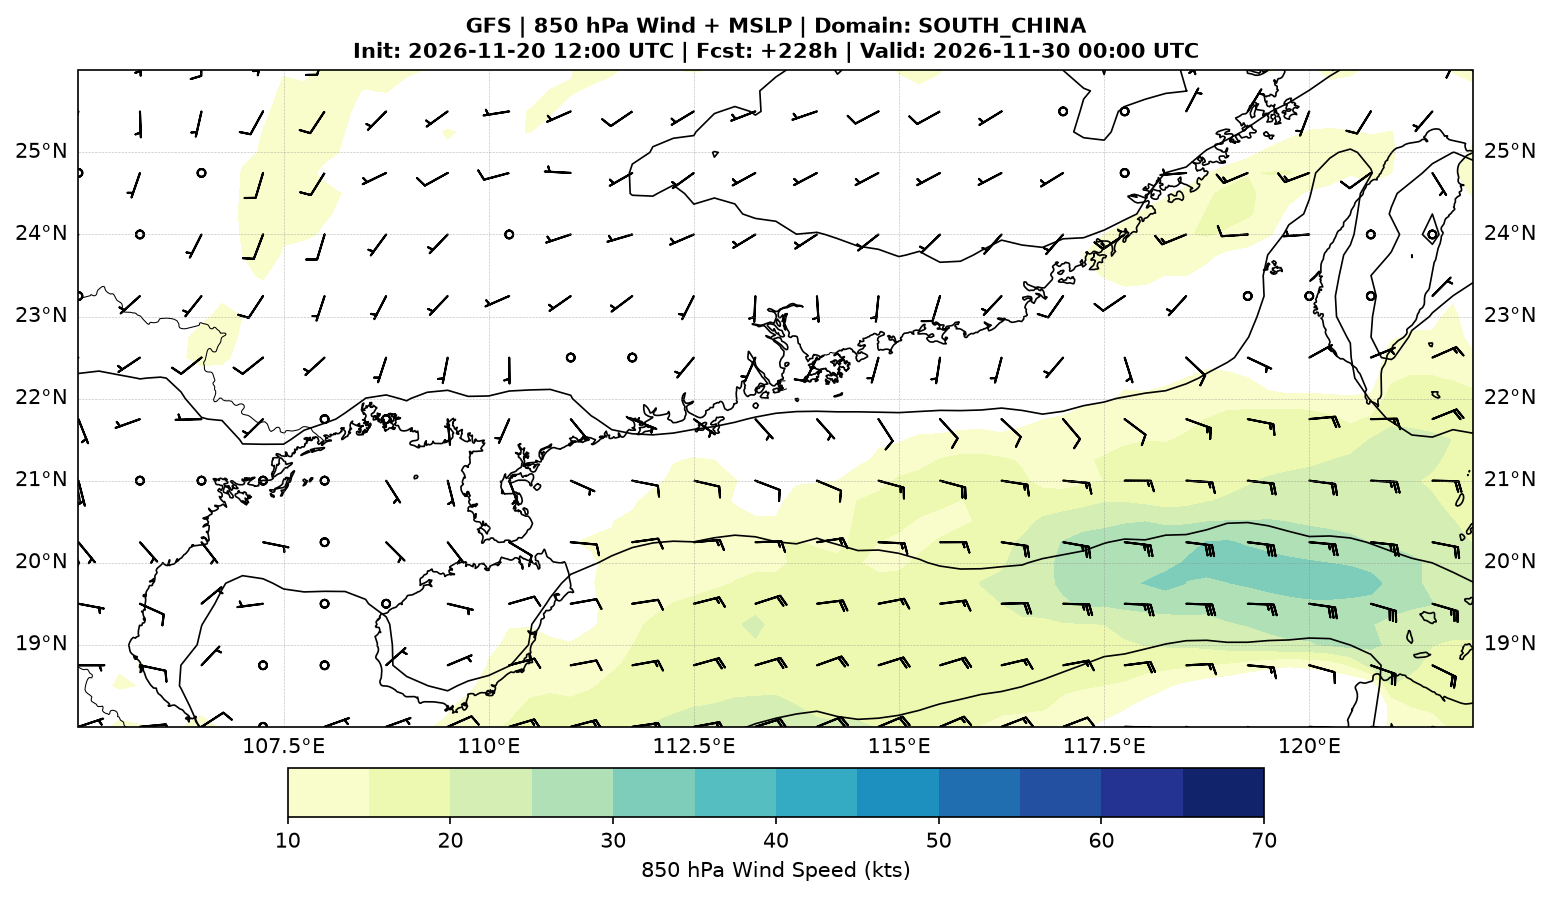 GFS | 850 hPa Wind + MSLP | Domain: SOUTH_CHINA
Init: 2026-11-20 12:00 UTC | Fcst: +228h | Valid: 2026-11-30 00:00 UTC
25°N 25°N
24°N 24°N
23°N 23°N
22°N 22°N
21°N 21°N
20°N 20°N
19°N 19°N
107.5°E 110°E 112.5°E 115°E 117.5°E 120°E
10 20 30 40 50 60 70
850 hPa Wind Speed (kts)